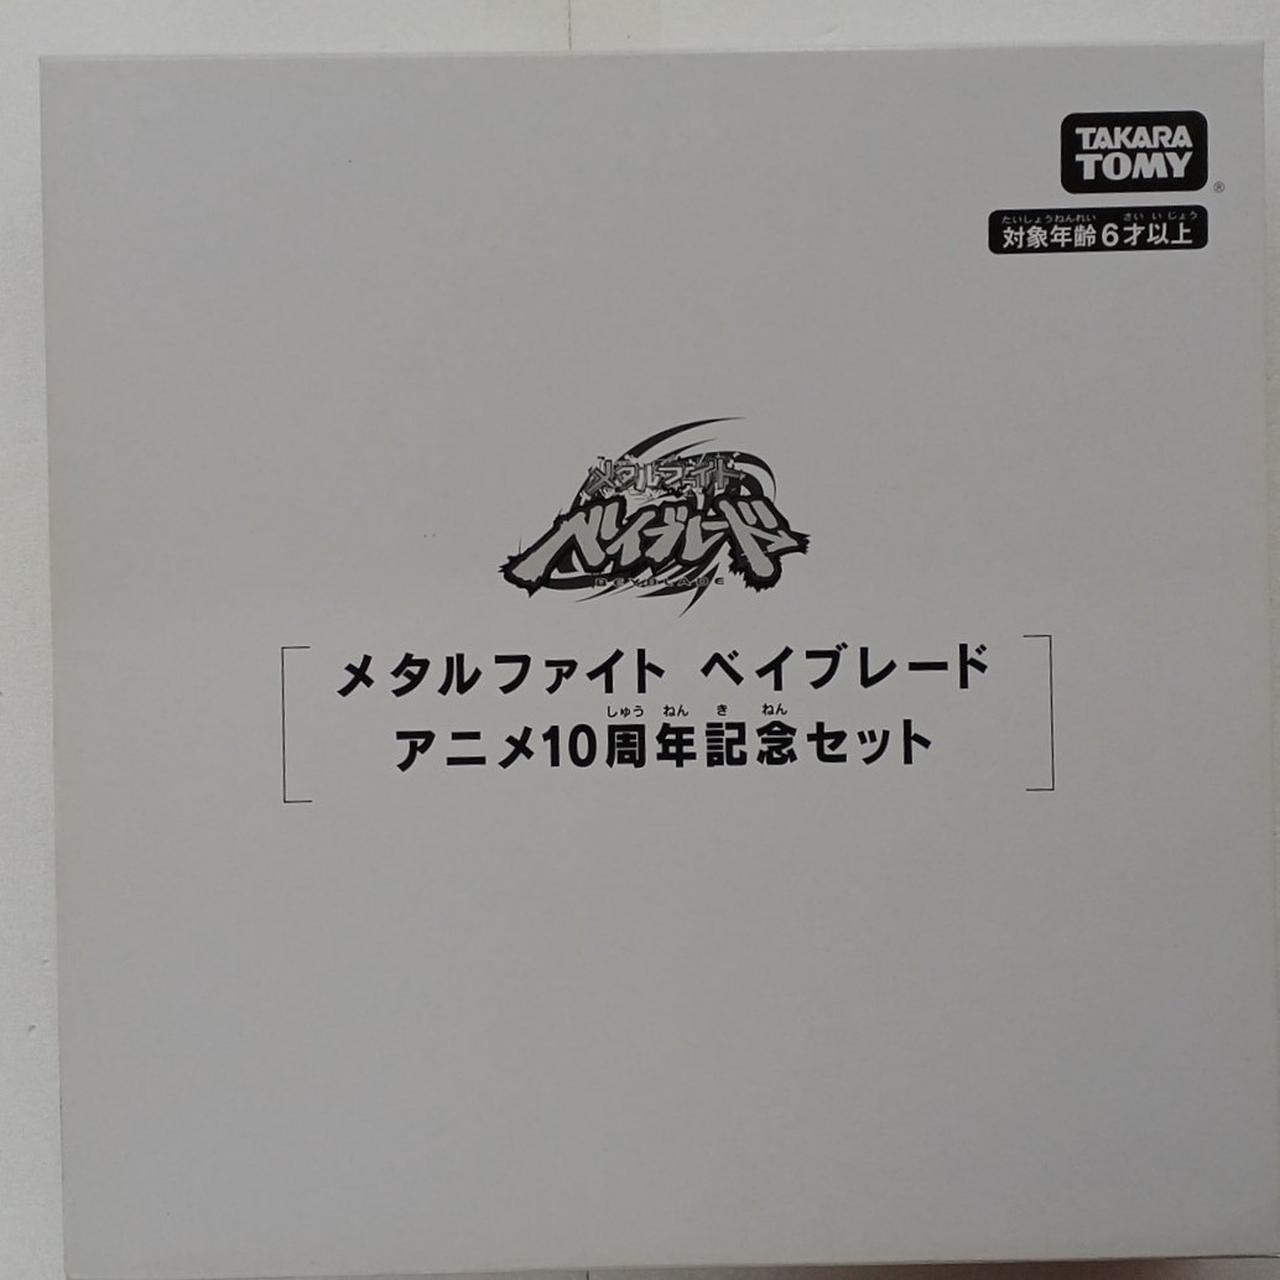 TAKARA
TOMY
®
たいしょうねんれい さい いじょう
対象年齢6才以上
メタルファイト
ベイブレード
BEYBLADE
メタルファイト ベイブレード
しゅう ねん き ねん
アニメ10周年記念セット